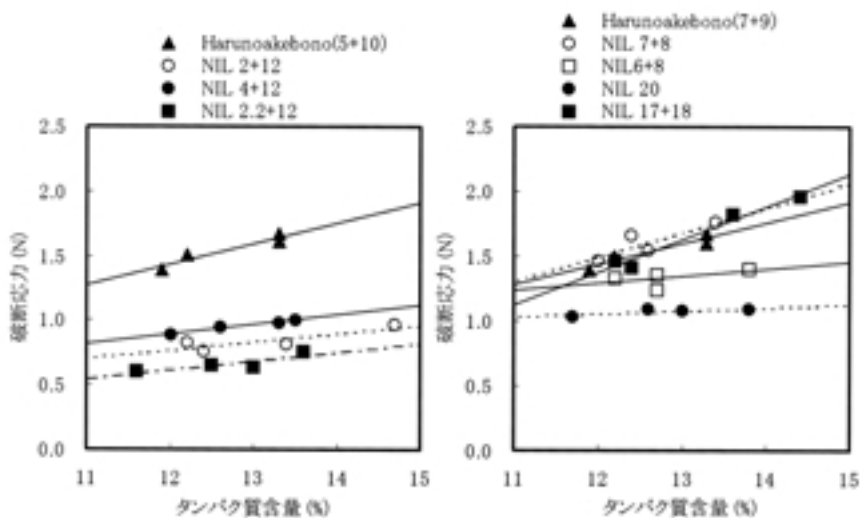 ▲ Harunoakebono(5+10)
○ NIL 2+12
● NIL 4+12
■ NIL 2.2+12
2.5
2.0
1.5
1.0
0.5
0.0
破断応力 (N)
11 12 13 14 15
タンパク質含量 (%)
▲ Harunoakebono(7+9)
○ NIL 7+8
□ NIL6+8
● NIL 20
■ NIL 17+18
2.5
2.0
1.5
1.0
0.5
0.0
破断応力 (N)
11 12 13 14 15
タンパク質含量 (%)